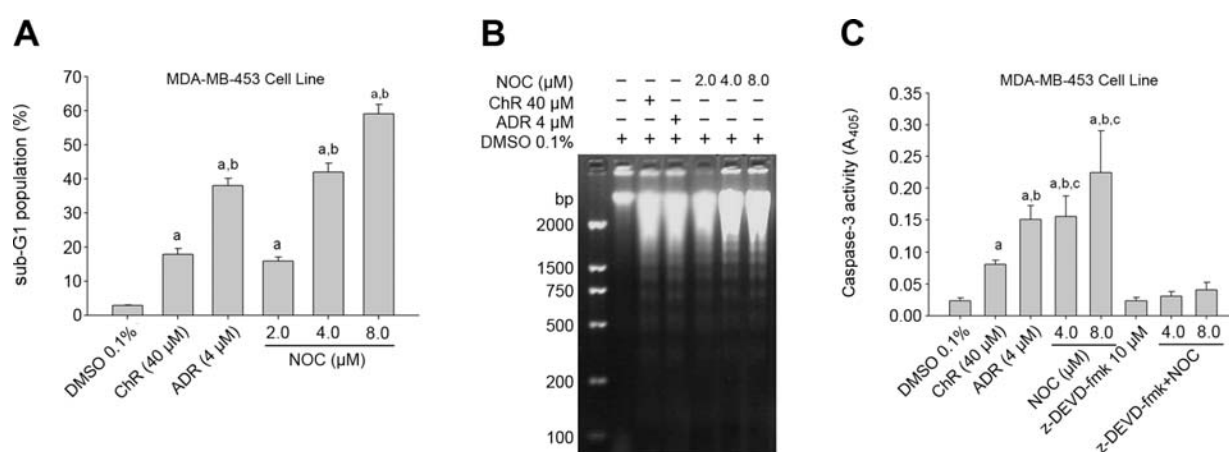 A
MDA-MB-453 Cell Line
sub-G1 population (%)
70
60
50
40
30
20
10
0
a
a,b
a
a,b
a,b
DMSO 0.1%
ChR (40 µM)
ADR (4 µM)
2.0 4.0 8.0
NOC (µM)
B
NOC (µM) – – – 2.0 4.0 8.0
ChR 40 µM – + – – – –
ADR 4 µM – – + – – –
DMSO 0.1% + + + + + +
bp
2000
1500
750
500
200
100
C
MDA-MB-453 Cell Line
Caspase-3 activity (A405)
0.35
0.30
0.25
0.20
0.15
0.10
0.05
0.00
a
a,b
a,b,c
a,b,c
DMSO 0.1%
ChR (40 µM)
ADR (4 µM)
4.0 8.0
NOC (µM)
z-DEVD-fmk 10 µM
4.0 8.0
z-DEVD-fmk+NOC